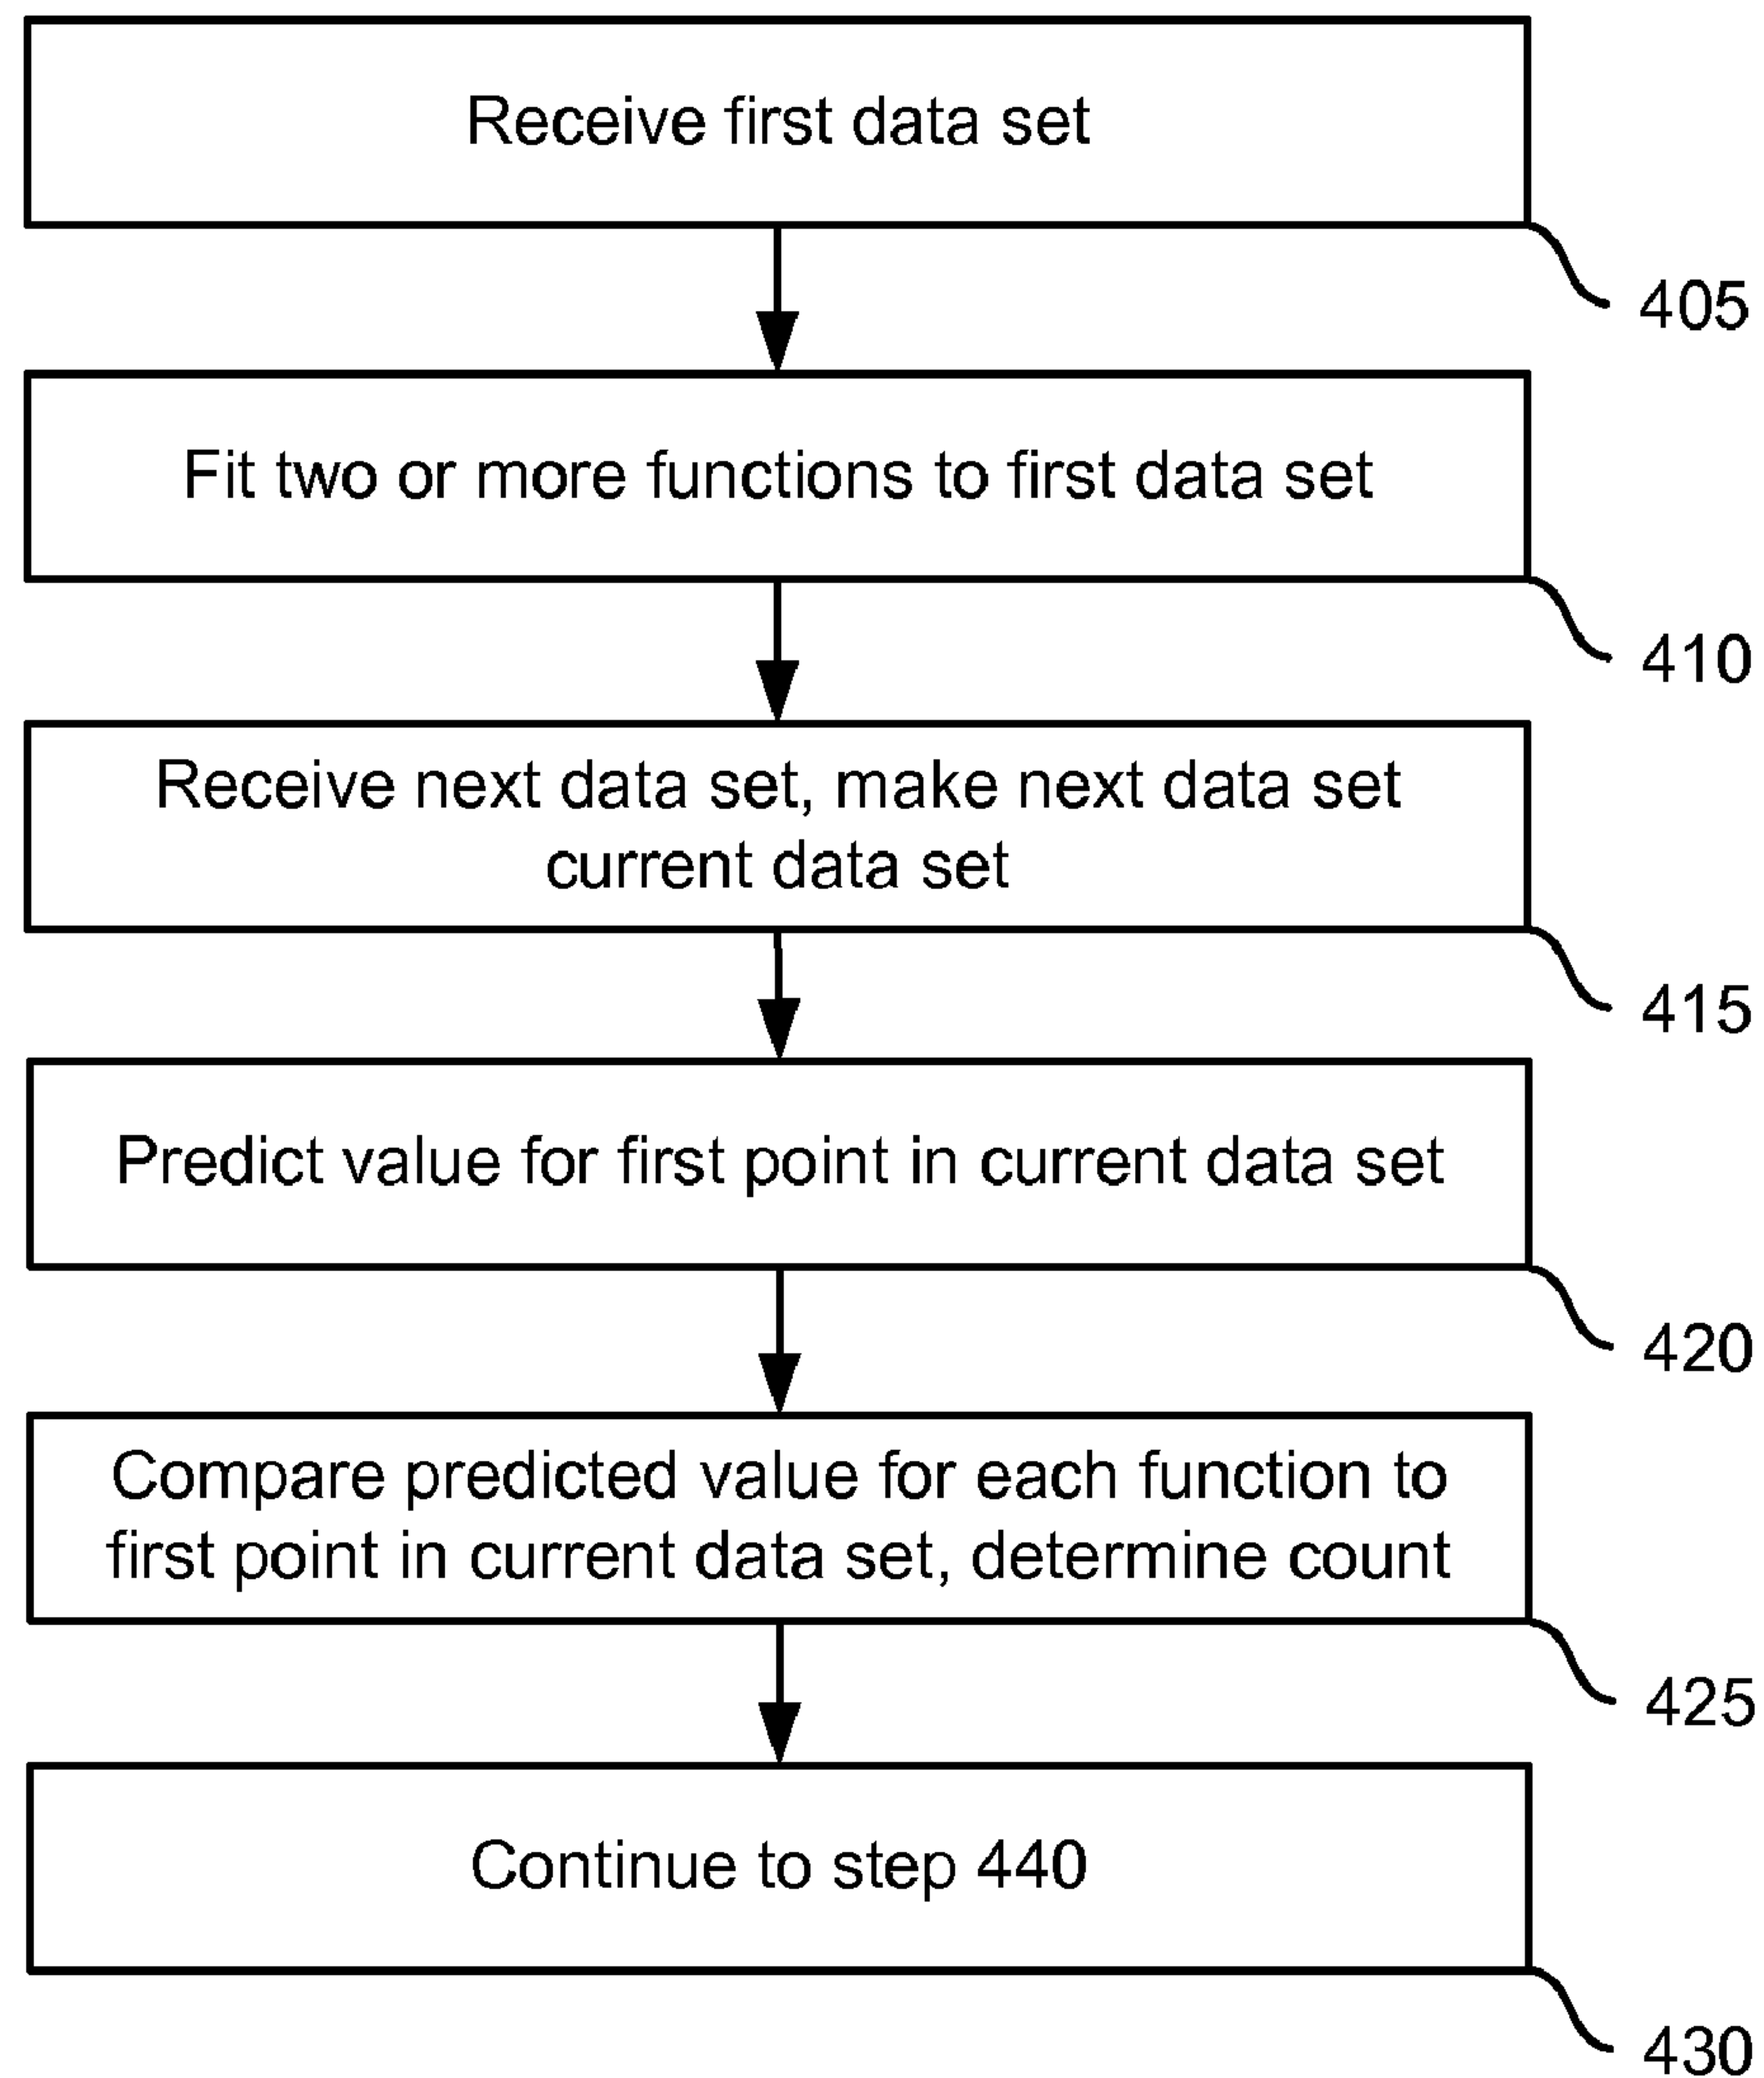 Receive first data set
405
Fit two or more functions to first data set
410
Receive next data set, make next data set
current data set
415
Predict value for first point in current data set
420
Compare predicted value for each function to
first point in current data set, determine count
425
Continue to step 440
430